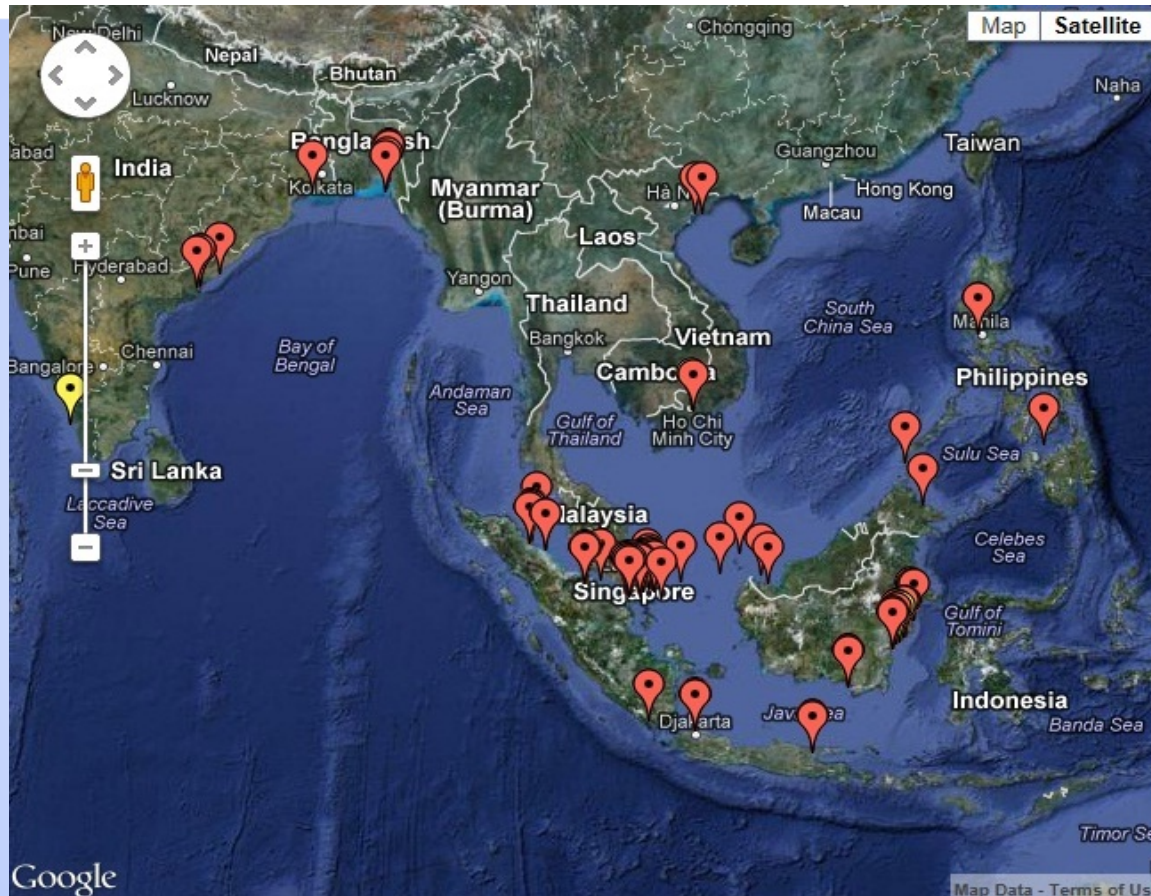 Chongqing
Map
Satellite
New Delhi
Nepal
Bhutan
Lucknow
Naha
Taiwan
Bangladesh
Guangzhou
India
Kolkata
Hong Kong
Macau
Myanmar
(Burma)
Laos
Pune
Hyderabad
Yangon
Thailand
South
China Sea
Manila
Bangkok
Vietnam
Bay of
Bengal
Chennai
Bangalore
Cambodia
Philippines
Andaman
Sea
Gulf of
Thailand
Ho Chi
Minh City
Sulu Sea
Sri Lanka
Laccadive
Sea
Malaysia
Celebes
Sea
Singapore
Gulf of
Tomini
Indonesia
Djakarta
Java Sea
Banda Sea
Timor Se
Google
Map Data - Terms of Us